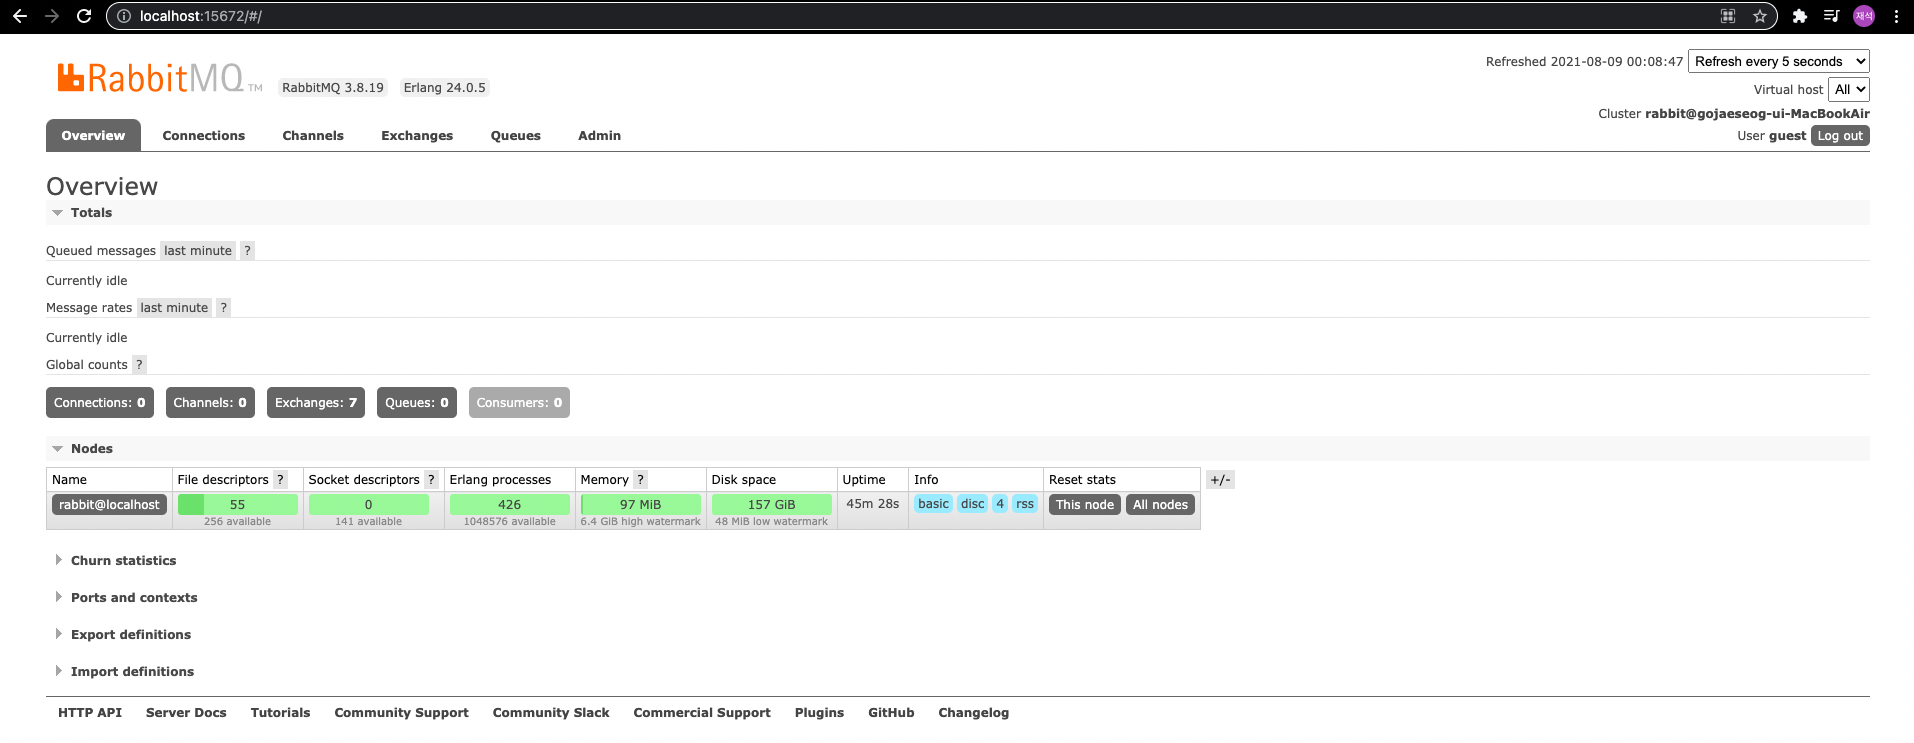 localhost:15672/#/
재석
RabbitMQ TM RabbitMQ 3.8.19 Erlang 24.0.5
Refreshed 2021-08-09 00:08:47 Refresh every 5 seconds
Virtual host All
Cluster rabbit@gojaeseog-ui-MacBookAir
User guest Log out
Overview Connections Channels Exchanges Queues Admin
Overview
Totals
Queued messages last minute ?
Currently idle
Message rates last minute ?
Currently idle
Global counts ?
Connections: 0 Channels: 0 Exchanges: 7 Queues: 0 Consumers: 0
Nodes
Name File descriptors ? Socket descriptors ? Erlang processes Memory ? Disk space Uptime Info Reset stats +/-
rabbit@localhost 55 0 426 97 MiB 157 GiB 45m 28s basic disc 4 rss This node All nodes
256 available 141 available 1048576 available 6.4 GiB high watermark 48 MiB low watermark
Churn statistics
Ports and contexts
Export definitions
Import definitions
HTTP API Server Docs Tutorials Community Support Community Slack Commercial Support Plugins GitHub Changelog